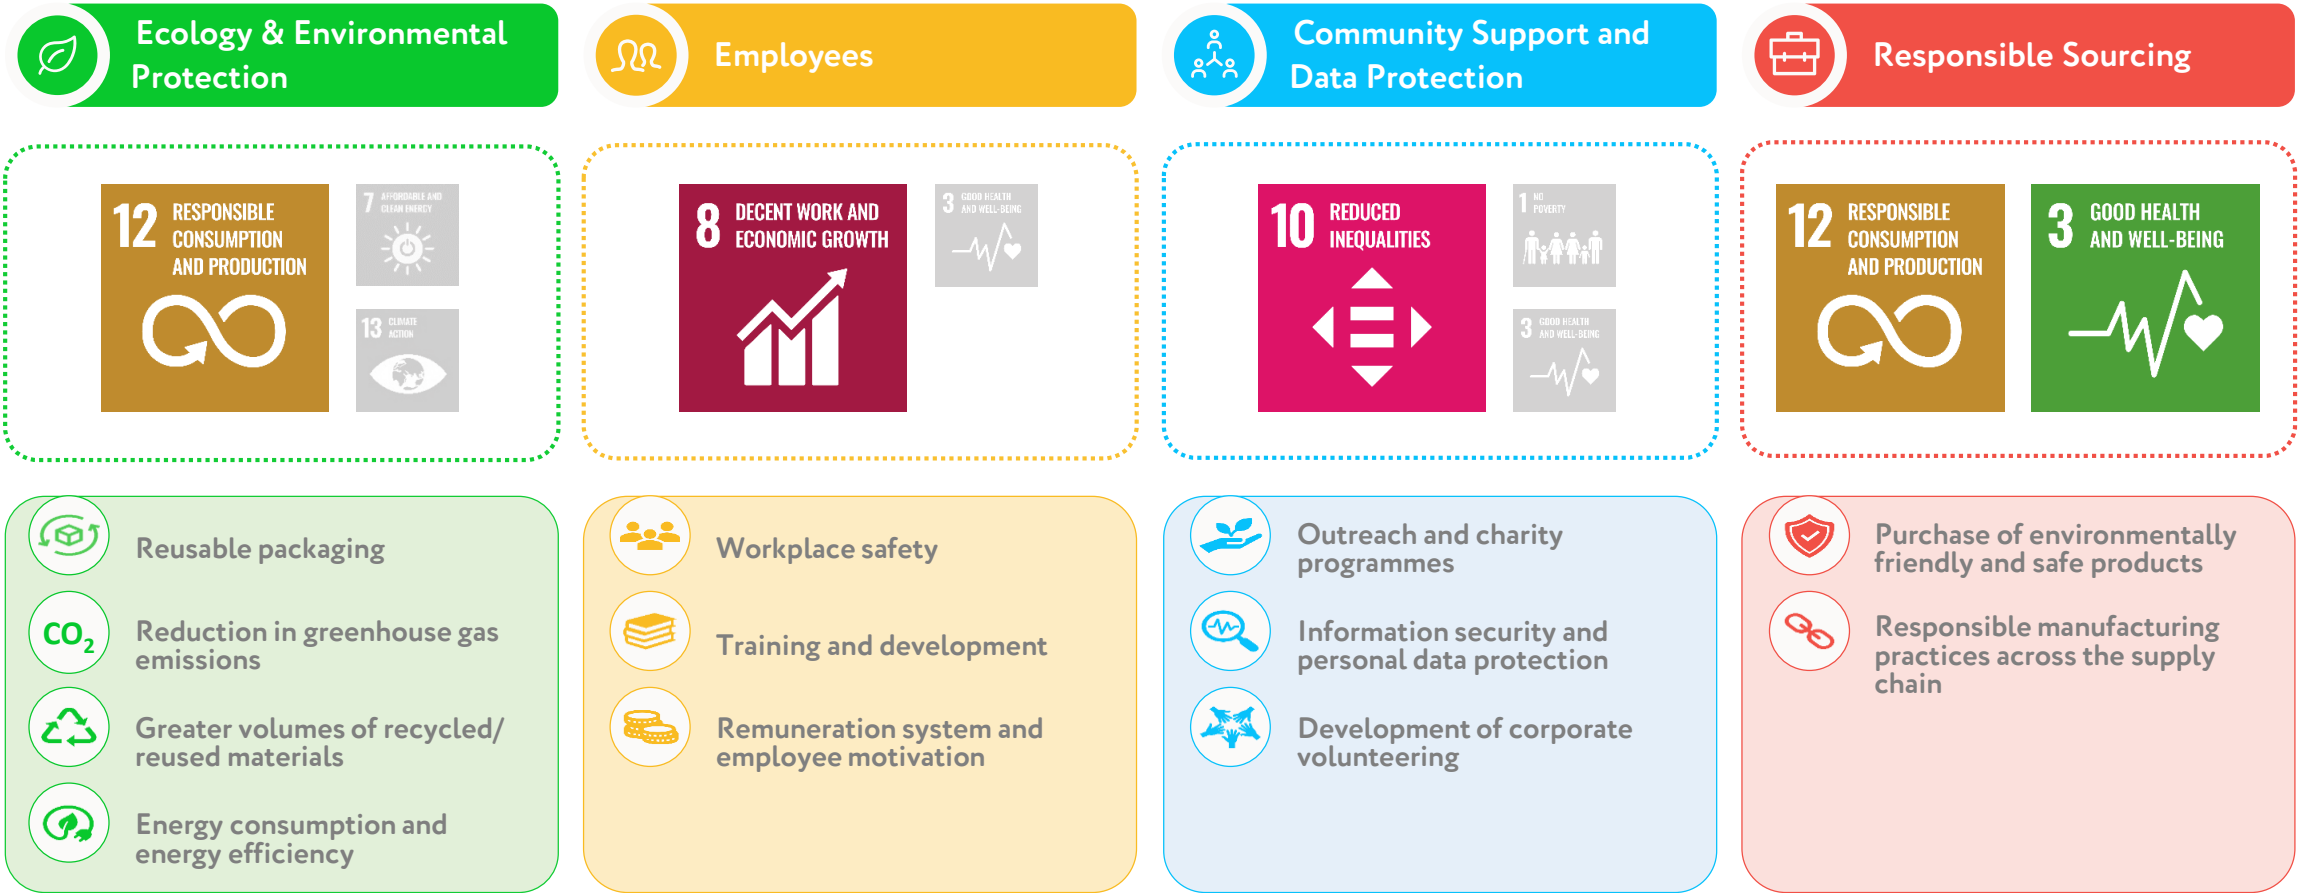 Ecology & Environmental
Protection
Employees
Community Support and
Data Protection
Responsible Sourcing
12 RESPONSIBLE
CONSUMPTION
AND PRODUCTION
7 AFFORDABLE AND
CLEAN ENERGY
13 CLIMATE
ACTION
8 DECENT WORK AND
ECONOMIC GROWTH
3 GOOD HEALTH
AND WELL-BEING
10 REDUCED
INEQUALITIES
1 NO
POVERTY
3 GOOD HEALTH
AND WELL-BEING
12 RESPONSIBLE
CONSUMPTION
AND PRODUCTION
3 GOOD HEALTH
AND WELL-BEING
Reusable packaging
CO2
Reduction in greenhouse gas
emissions
Greater volumes of recycled/
reused materials
Energy consumption and
energy efficiency
Workplace safety
Training and development
Remuneration system and
employee motivation
Outreach and charity
programmes
Information security and
personal data protection
Development of corporate
volunteering
Purchase of environmentally
friendly and safe products
Responsible manufacturing
practices across the supply
chain